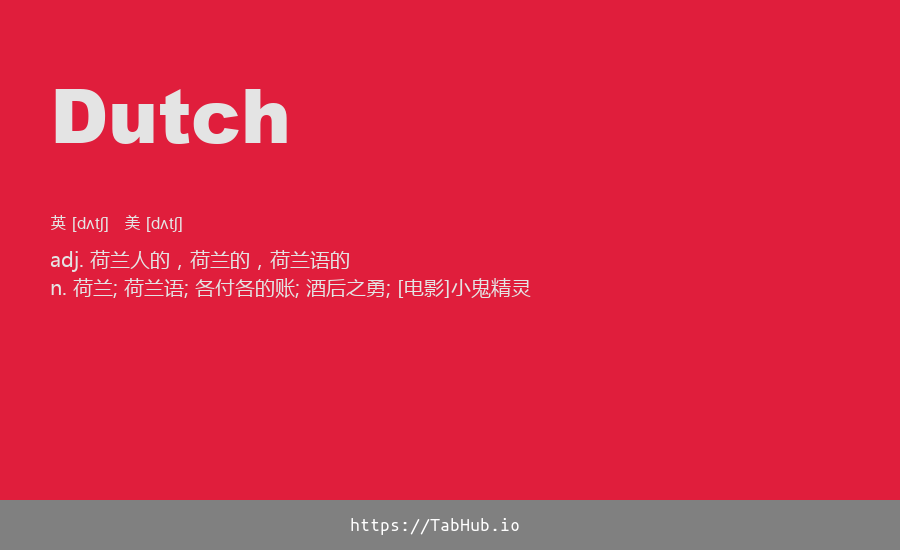 Dutch
英 [dʌtʃ] 美 [dʌtʃ]
adj. 荷兰人的，荷兰的，荷兰语的
n. 荷兰; 荷兰语; 各付各的账; 酒后之勇; [电影]小鬼精灵
https://TabHub.io